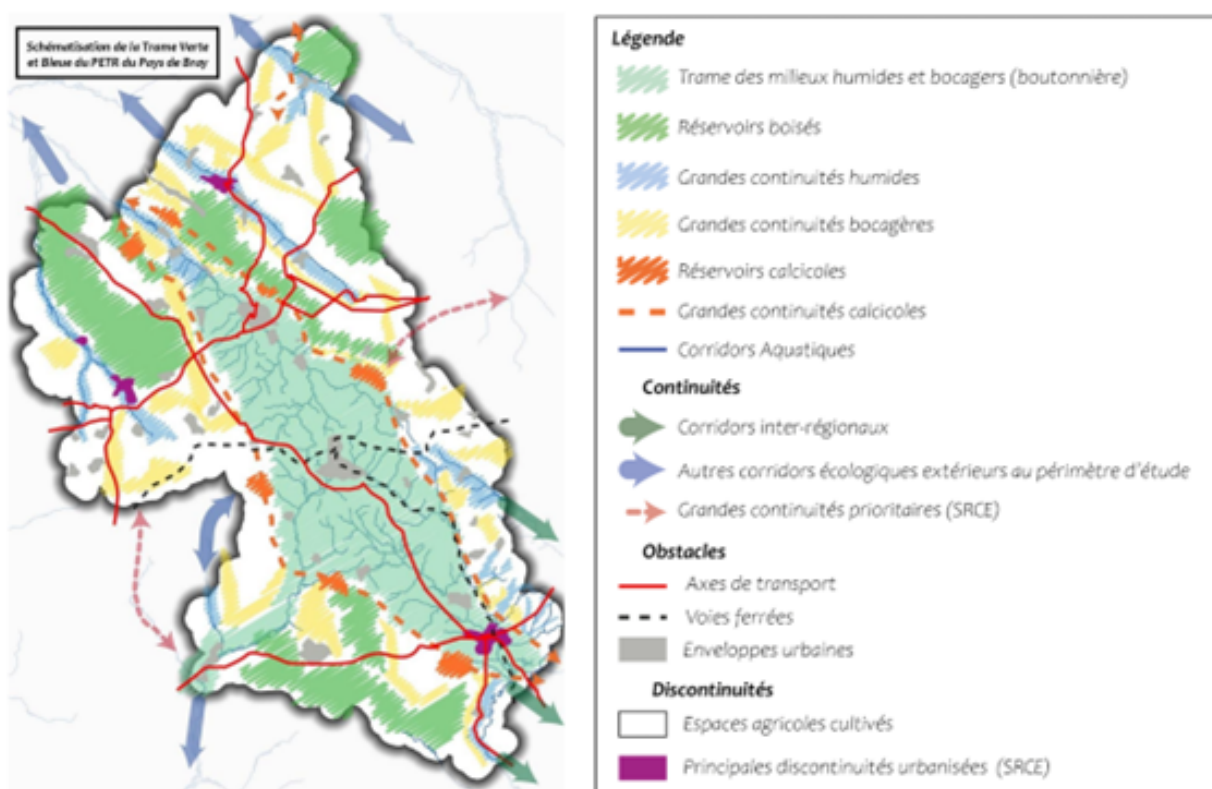 Schématisation de la Trame Verte
et Bleue du PETR du Pays de Bray
Légende
Trame des milieux humides et bocagers (boutonnière)
Réservoirs boisés
Grandes continuités humides
Grandes continuités bocagères
Réservoirs calcicoles
Grandes continuités calcicoles
Corridors Aquatiques
Continuités
Corridors inter-régionaux
Autres corridors écologiques extérieurs au périmètre d'étude
Grandes continuités prioritaires (SRCE)
Obstacles
Axes de transport
Voies ferrées
Enveloppes urbaines
Discontinuités
Espaces agricoles cultivés
Principales discontinuités urbanisées (SRCE)